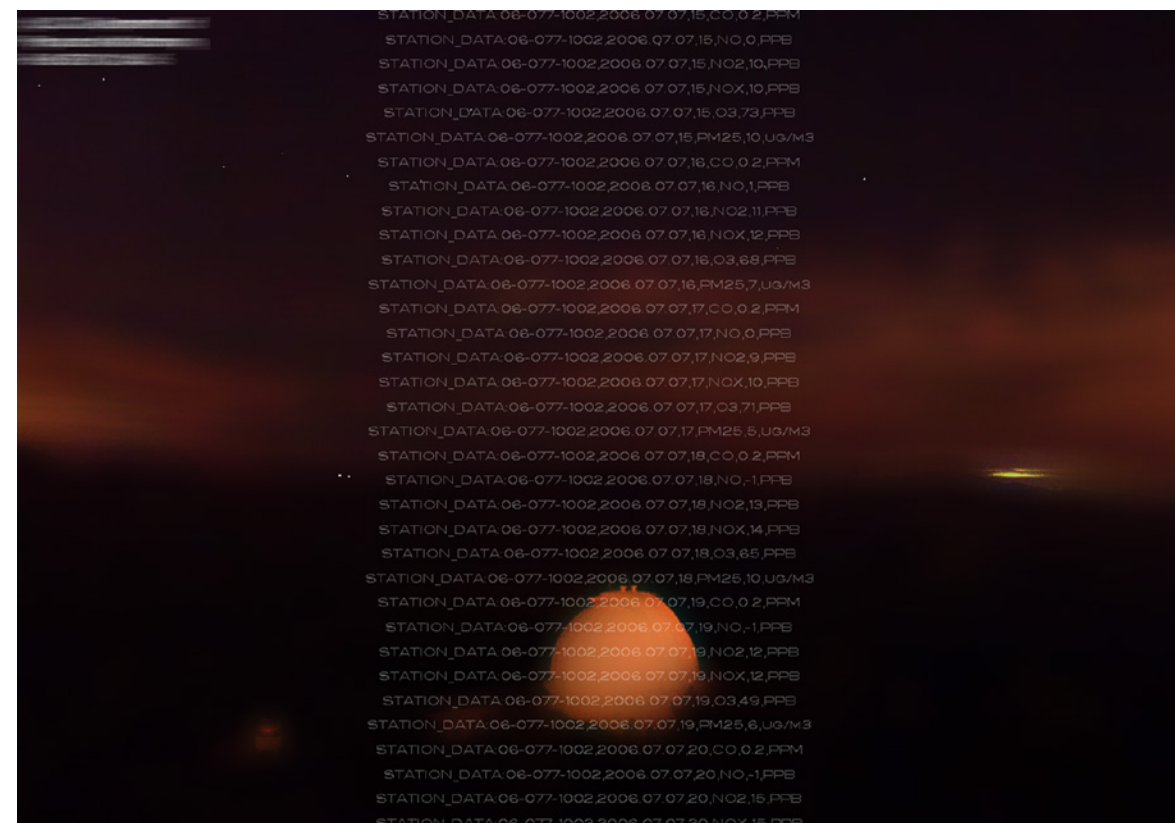 STATION_DATA:06-077-1002,2006.07.07,15,CO,0.2,PPM
STATION_DATA:06-077-1002,2006.07.07,15,NO,0,PPB
STATION_DATA:06-077-1002,2006.07.07,15,NO2,10,PPB
STATION_DATA:06-077-1002,2006.07.07,15,NOX,10,PPB
STATION_DATA:06-077-1002,2006.07.07,15,O3,73,PPB
STATION_DATA:06-077-1002,2006.07.07,15,PM25,10,UG/M3
STATION_DATA:06-077-1002,2006.07.07,16,CO,0.2,PPM
STATION_DATA:06-077-1002,2006.07.07,16,NO,1,PPB
STATION_DATA:06-077-1002,2006.07.07,16,NO2,11,PPB
STATION_DATA:06-077-1002,2006.07.07,16,NOX,12,PPB
STATION_DATA:06-077-1002,2006.07.07,16,O3,68,PPB
STATION_DATA:06-077-1002,2006.07.07,16,PM25,7,UG/M3
STATION_DATA:06-077-1002,2006.07.07,17,CO,0.2,PPM
STATION_DATA:06-077-1002,2006.07.07,17,NO,0,PPB
STATION_DATA:06-077-1002,2006.07.07,17,NO2,9,PPB
STATION_DATA:06-077-1002,2006.07.07,17,NOX,10,PPB
STATION_DATA:06-077-1002,2006.07.07,17,O3,71,PPB
STATION_DATA:06-077-1002,2006.07.07,17,PM25,5,UG/M3
STATION_DATA:06-077-1002,2006.07.07,18,CO,0.2,PPM
STATION_DATA:06-077-1002,2006.07.07,18,NO,-1,PPB
STATION_DATA:06-077-1002,2006.07.07,18,NO2,13,PPB
STATION_DATA:06-077-1002,2006.07.07,18,NOX,14,PPB
STATION_DATA:06-077-1002,2006.07.07,18,O3,65,PPB
STATION_DATA:06-077-1002,2006.07.07,18,PM25,10,UG/M3
STATION_DATA:06-077-1002,2006.07.07,19,CO,0.2,PPM
STATION_DATA:06-077-1002,2006.07.07,19,NO,-1,PPB
STATION_DATA:06-077-1002,2006.07.07,19,NO2,12,PPB
STATION_DATA:06-077-1002,2006.07.07,19,NOX,12,PPB
STATION_DATA:06-077-1002,2006.07.07,19,O3,49,PPB
STATION_DATA:06-077-1002,2006.07.07,19,PM25,6,UG/M3
STATION_DATA:06-077-1002,2006.07.07,20,CO,0.2,PPM
STATION_DATA:06-077-1002,2006.07.07,20,NO,-1,PPB
STATION_DATA:06-077-1002,2006.07.07,20,NO2,15,PPB
STATION_DATA:06-077-1002,2006.07.07,20,NOX,15,PPB